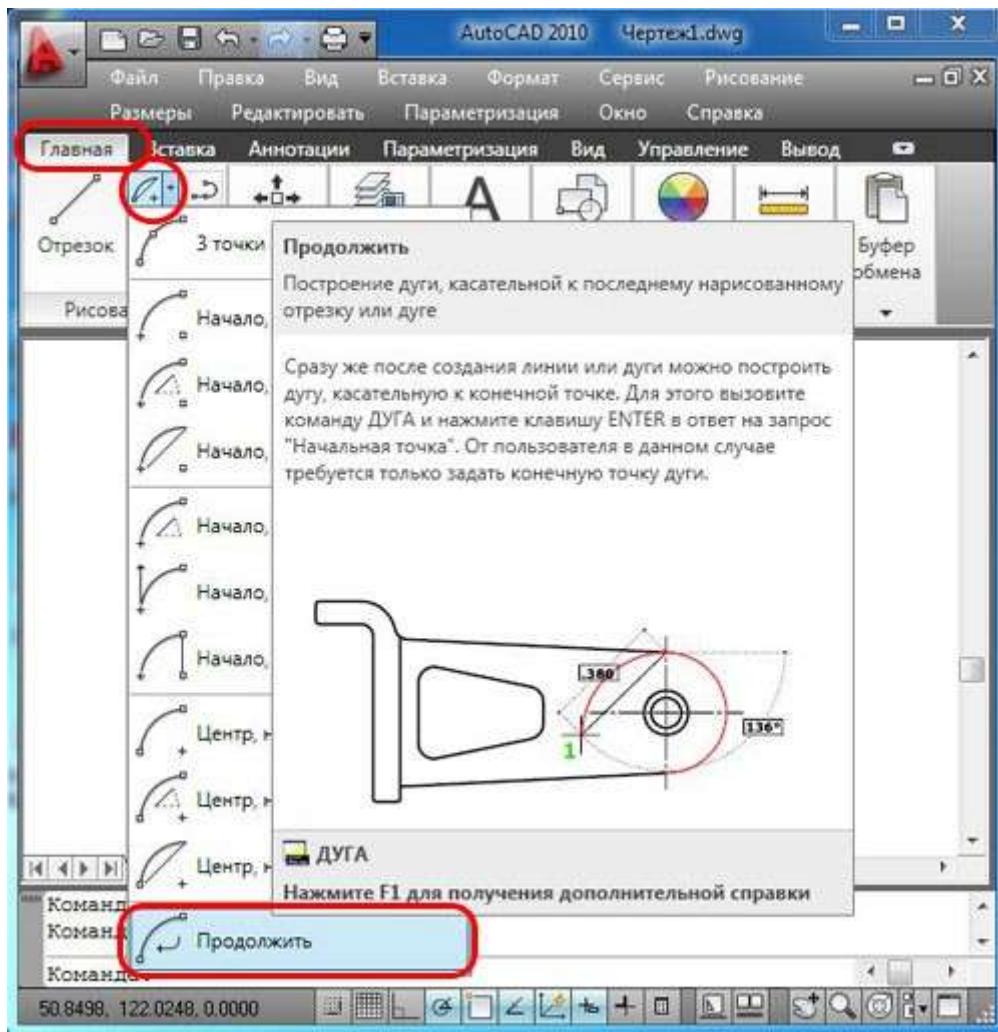 AutoCAD 2010 Чертеж1.dwg
Файл Правка Вид Вставка Формат Сервис Рисование
Размеры Редактировать Параметризация Окно Справка
Главная Вставка Аннотации Параметризация Вид Управление Вывод
Отрезок
Буфер
обмена
3 точки
Начало,
Начало,
Начало,
Начало,
Начало,
Начало,
Центр, н
Центр, н
Центр, н
Продолжить
Продолжить
Построение дуги, касательной к последнему нарисованному
отрезку или дуге
Сразу же после создания линии или дуги можно построить
дугу, касательную к конечной точке. Для этого вызовите
команду ДУГА и нажмите клавишу ENTER в ответ на запрос
"Начальная точка". От пользователя в данном случае
требуется только задать конечную точку дуги.
.380
136°
1
ДУГА
Нажмите F1 для получения дополнительной справки
Рисова
Команд
Команд
Команда
50.8498, 122.0248, 0.0000